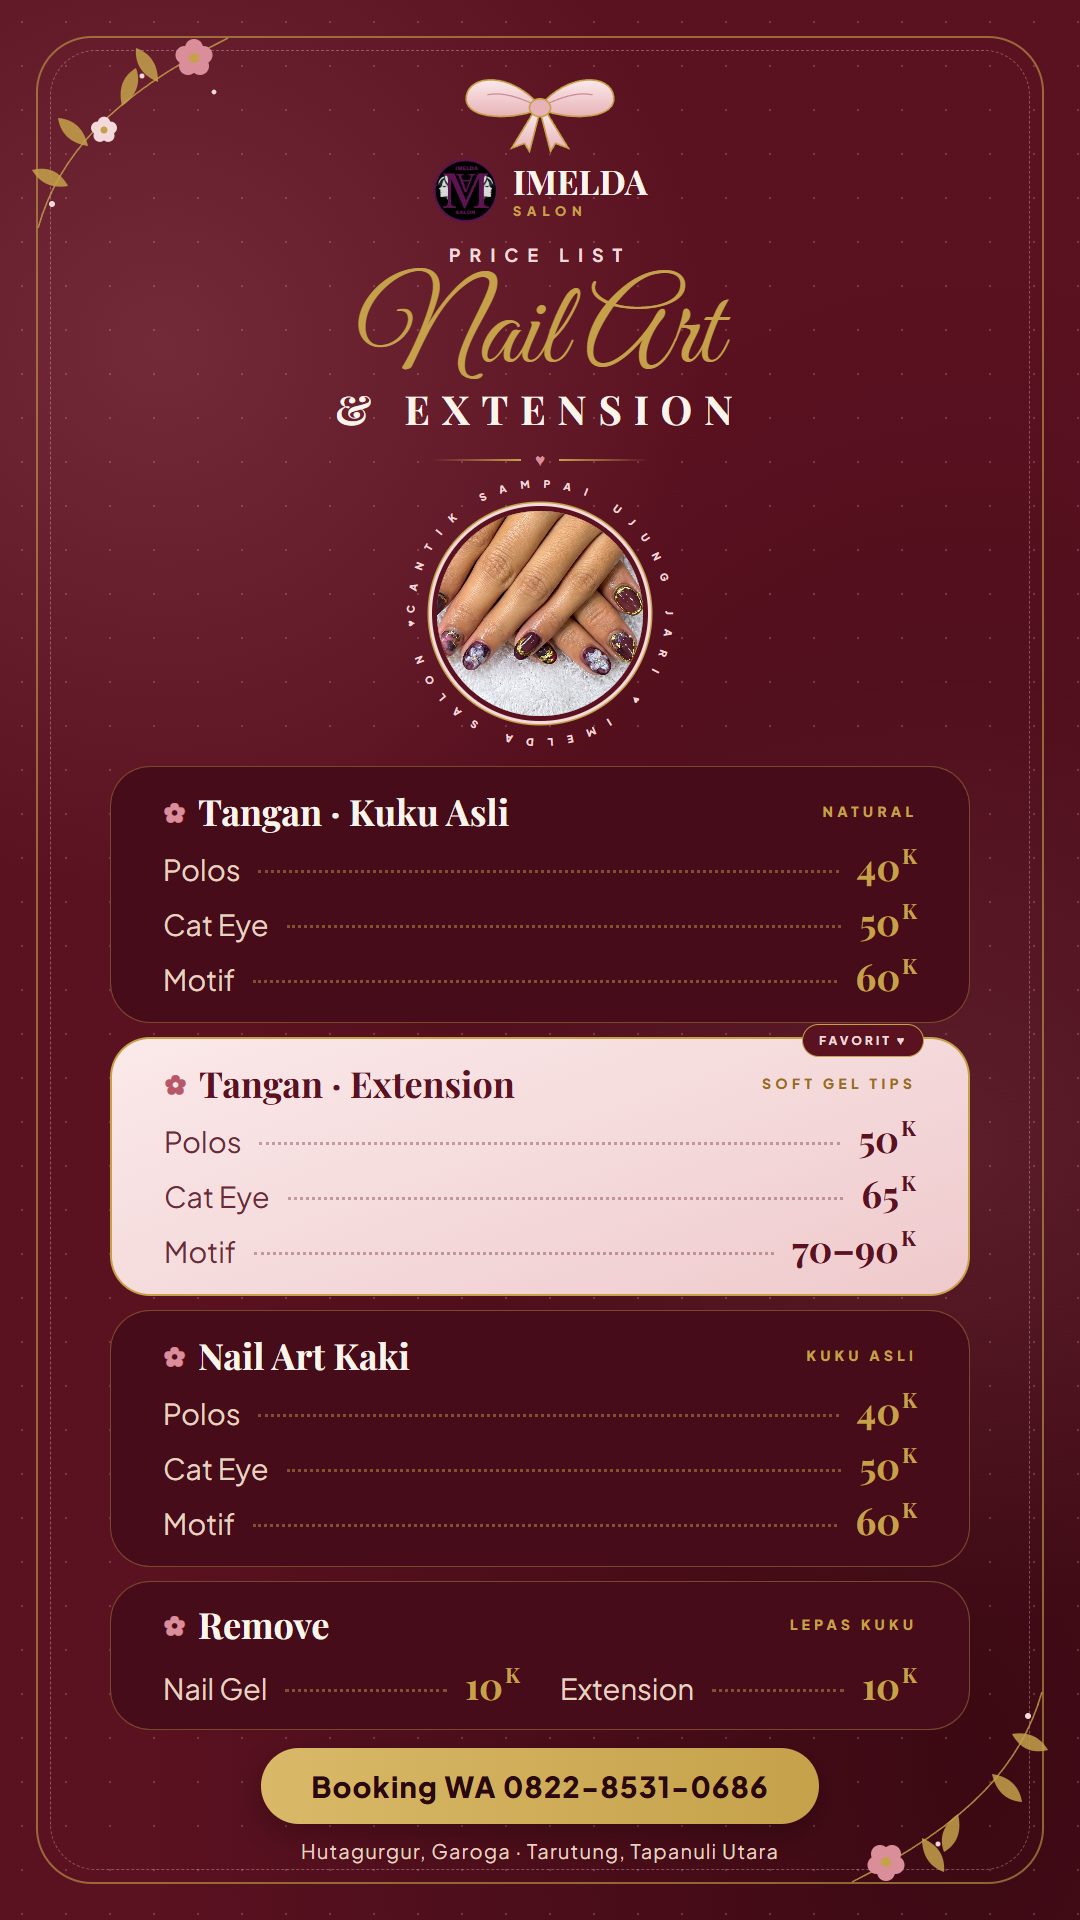 IMELDA
SALON
IMELDA
SALON
PRICE LIST
Nail Art
& EXTENSION
♥
♥ CANTIK SAMPAI UJUNG JARI ♥ IMELDA SALON
Tangan · Kuku Asli NATURAL
Polos 40K
Cat Eye 50K
Motif 60K
FAVORIT ♥
Tangan · Extension SOFT GEL TIPS
Polos 50K
Cat Eye 65K
Motif 70–90K
Nail Art Kaki KUKU ASLI
Polos 40K
Cat Eye 50K
Motif 60K
Remove LEPAS KUKU
Nail Gel 10K Extension 10K
Booking WA 0822-8531-0686
Hutagurgur, Garoga · Tarutung, Tapanuli Utara